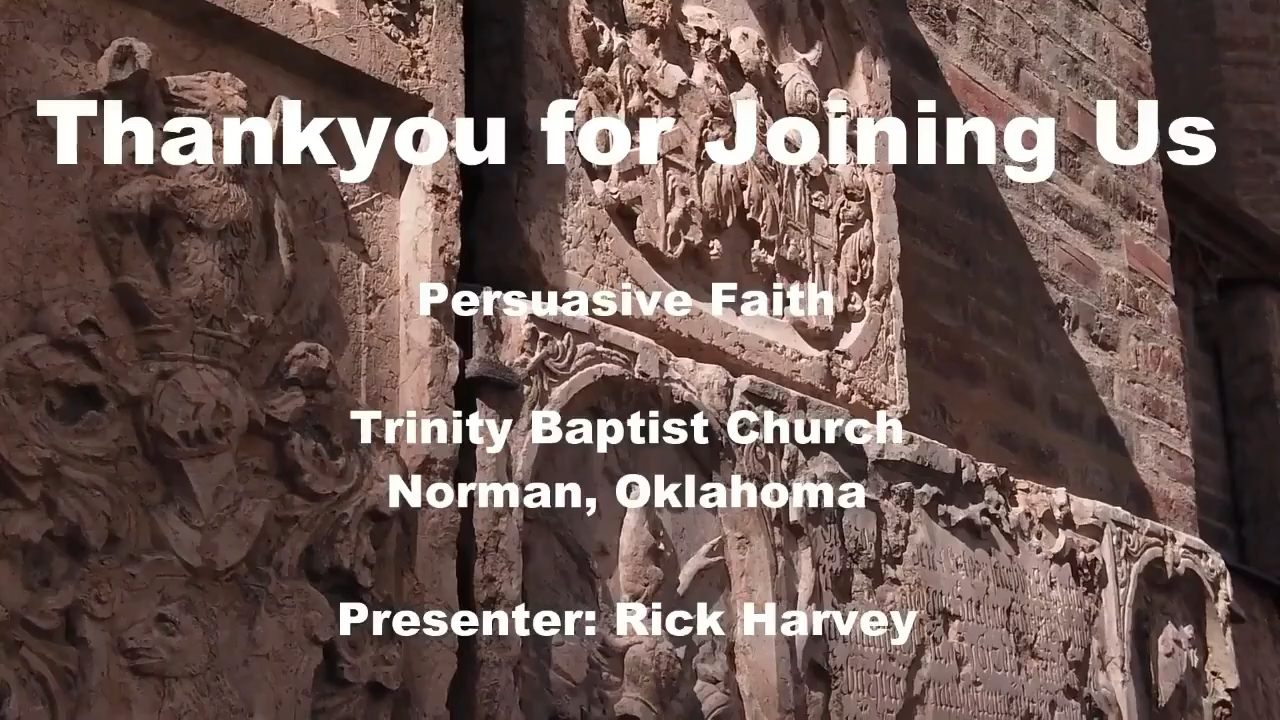 Thankyou for Joining Us
Persuasive Faith
Trinity Baptist Church
Norman, Oklahoma
Presenter: Rick Harvey